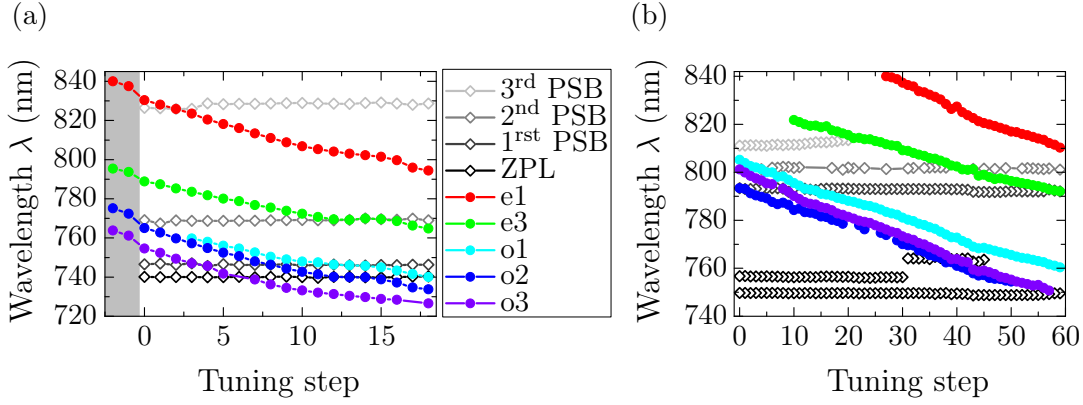 (a)
(b)
Wavelength λ (nm)
840
820
800
780
760
740
720
0
5
10
15
Tuning step
3rd PSB
2nd PSB
1rst PSB
ZPL
e1
e3
o1
o2
o3
Wavelength λ (nm)
840
820
800
780
760
740
0
10
20
30
40
50
60
Tuning step